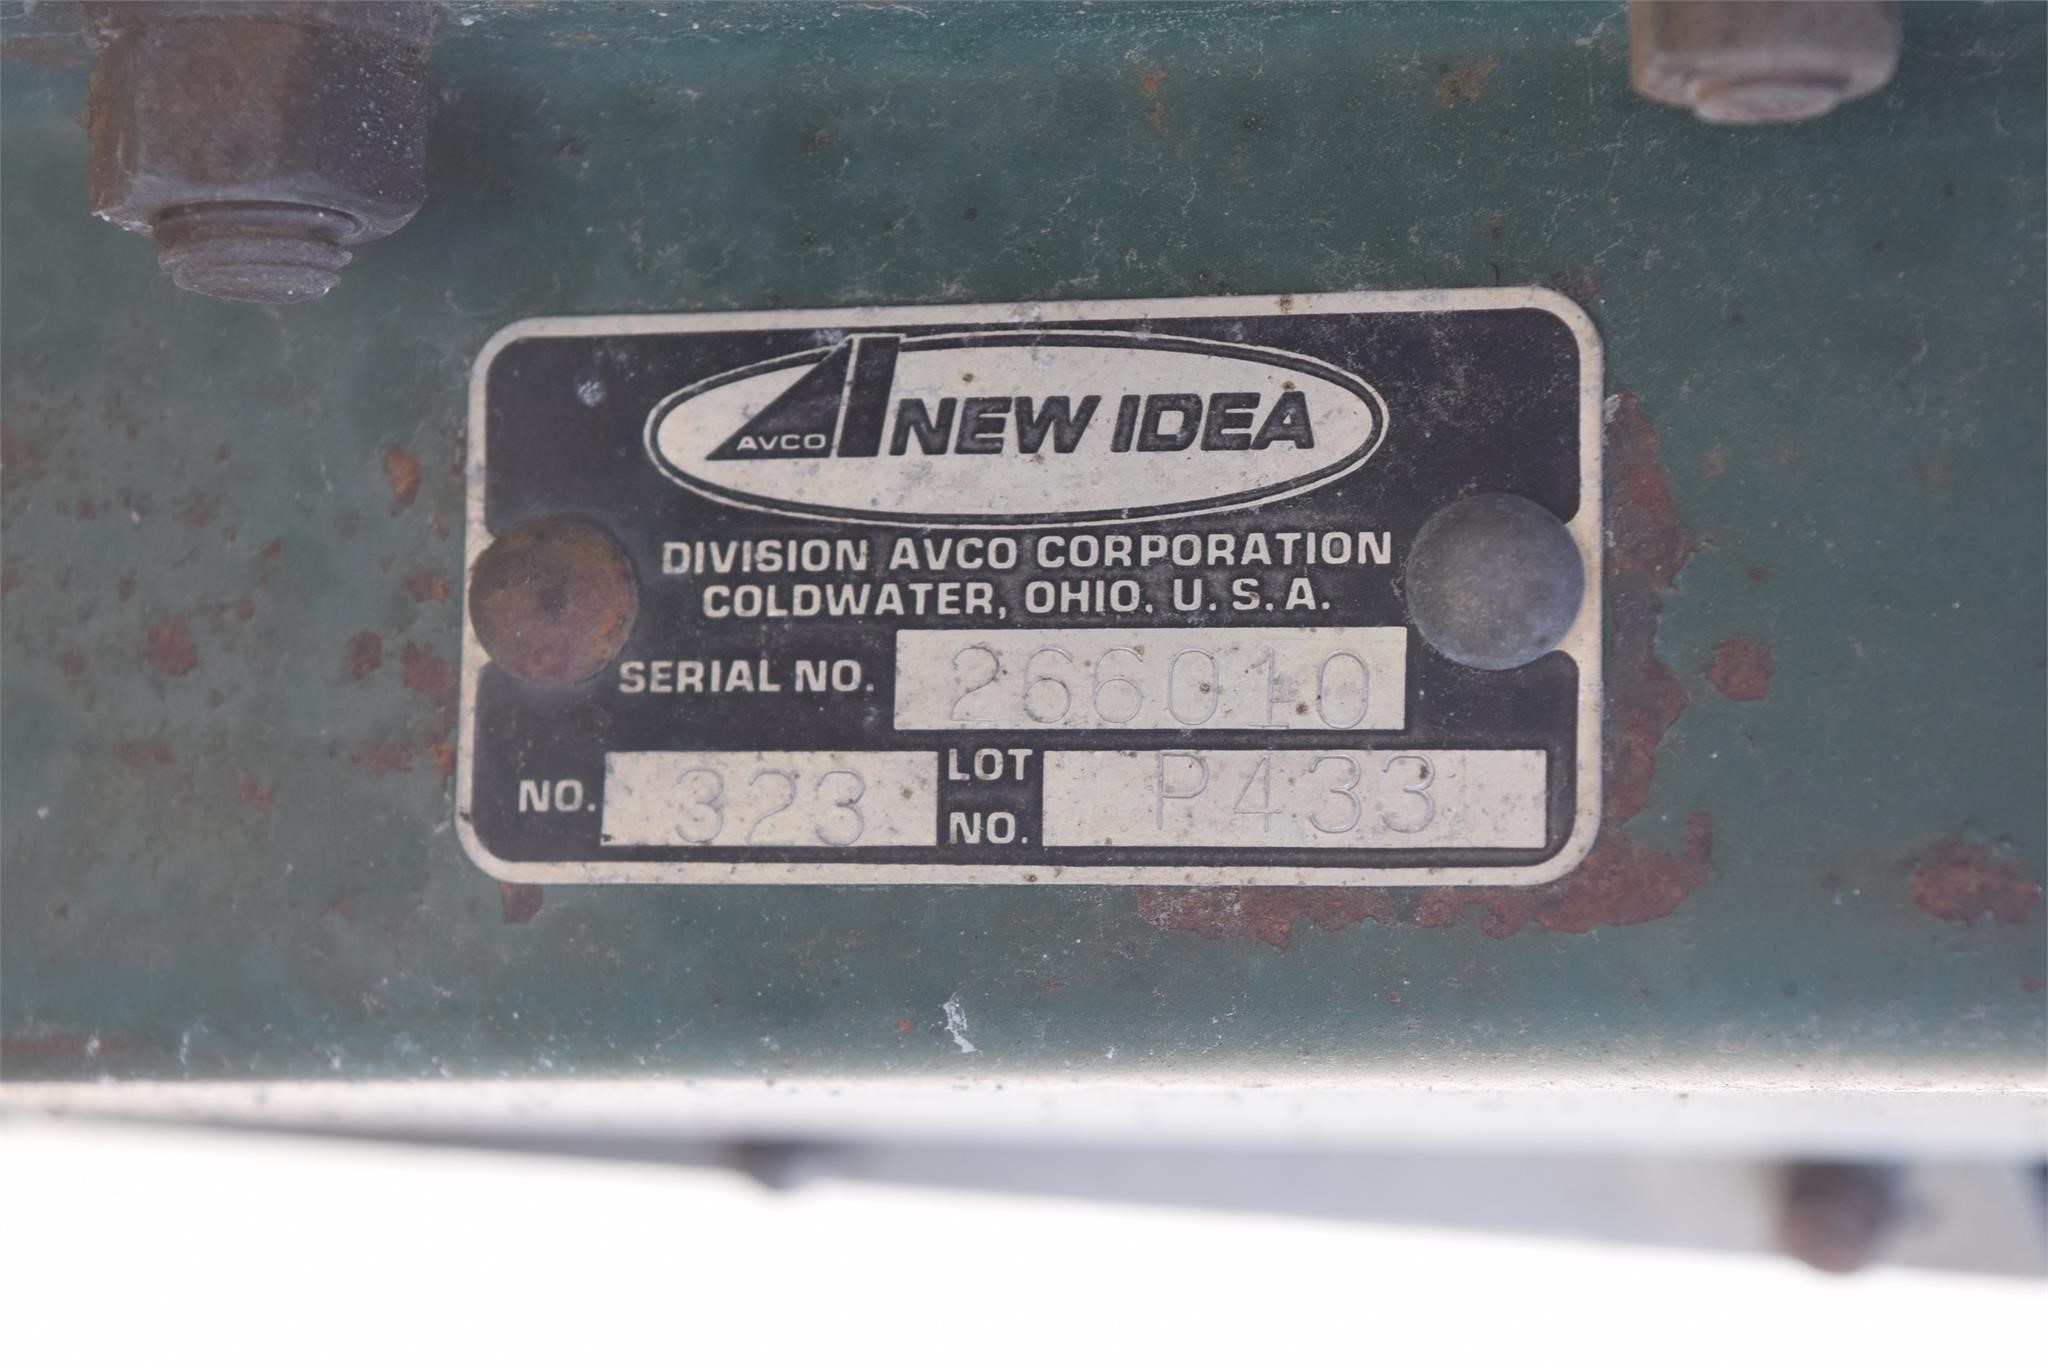 AVCO NEW IDEA
DIVISION AVCO CORPORATION
COLDWATER, OHIO, U.S.A.
SERIAL NO. 266010
NO. 323 LOT NO. P433